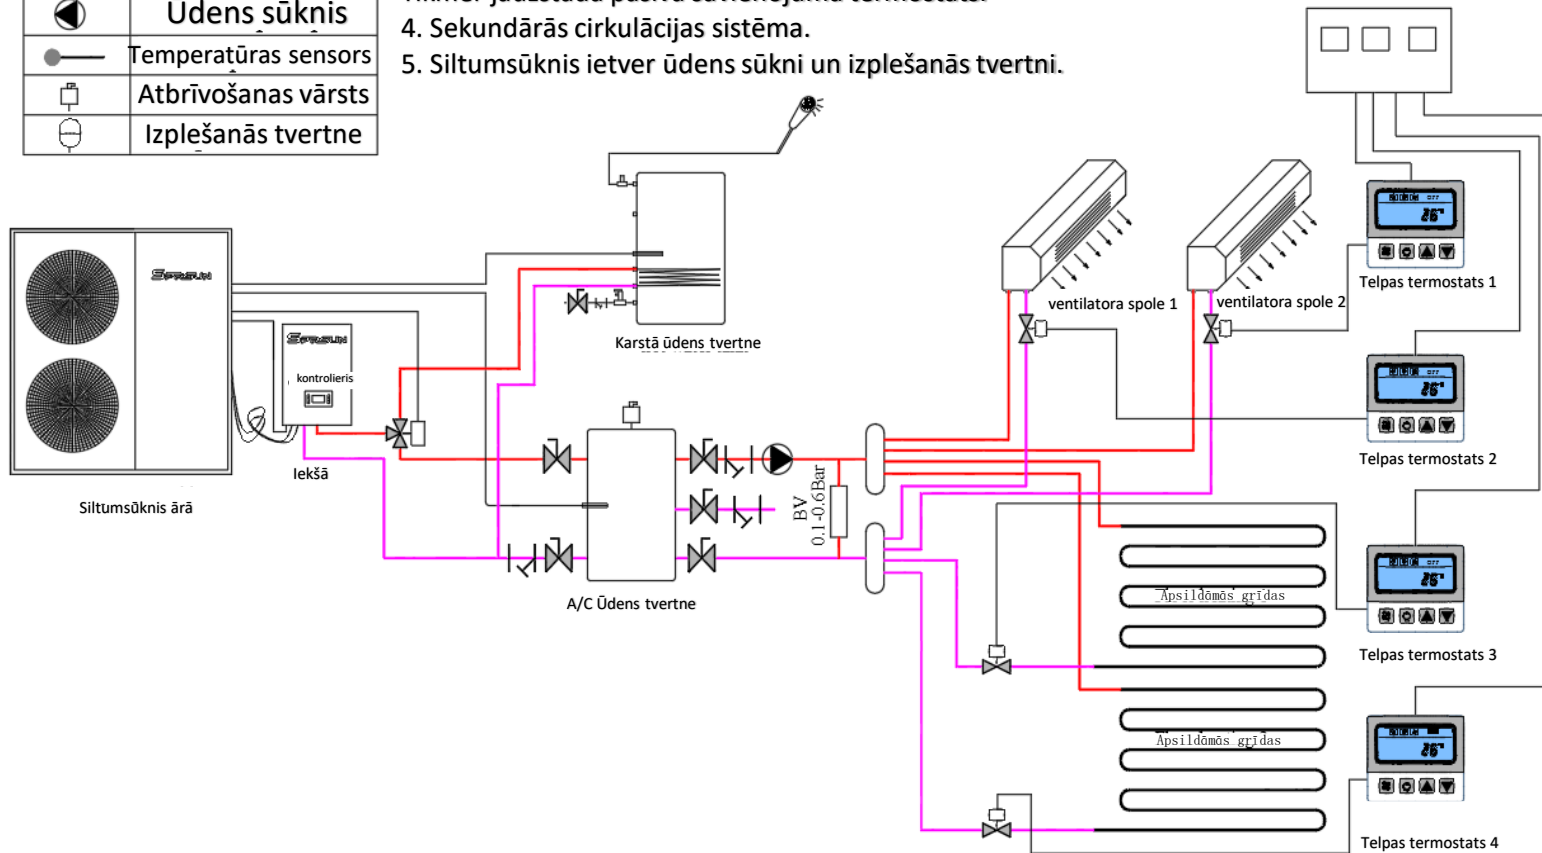 Ūdens sūknis
Temperatūras sensors
Atbrīvošanas vārsts
Izplešanās tvertne
4. Sekundārās cirkulācijas sistēma.
5. Siltumsūknis ietver ūdens sūkni un izplešanās tvertni.
SPRSUN
SPRSUN
kontrolieris
Iekšā
Siltumsūknis ārā
Karstā ūdens tvertne
A/C Ūdens tvertne
BV
0.1-0.6Bar
ventilatora spole 1
ventilatora spole 2
Apsildāmās grīdas
Apsildāmās grīdas
Telpas termostats 1
Telpas termostats 2
Telpas termostats 3
Telpas termostats 4